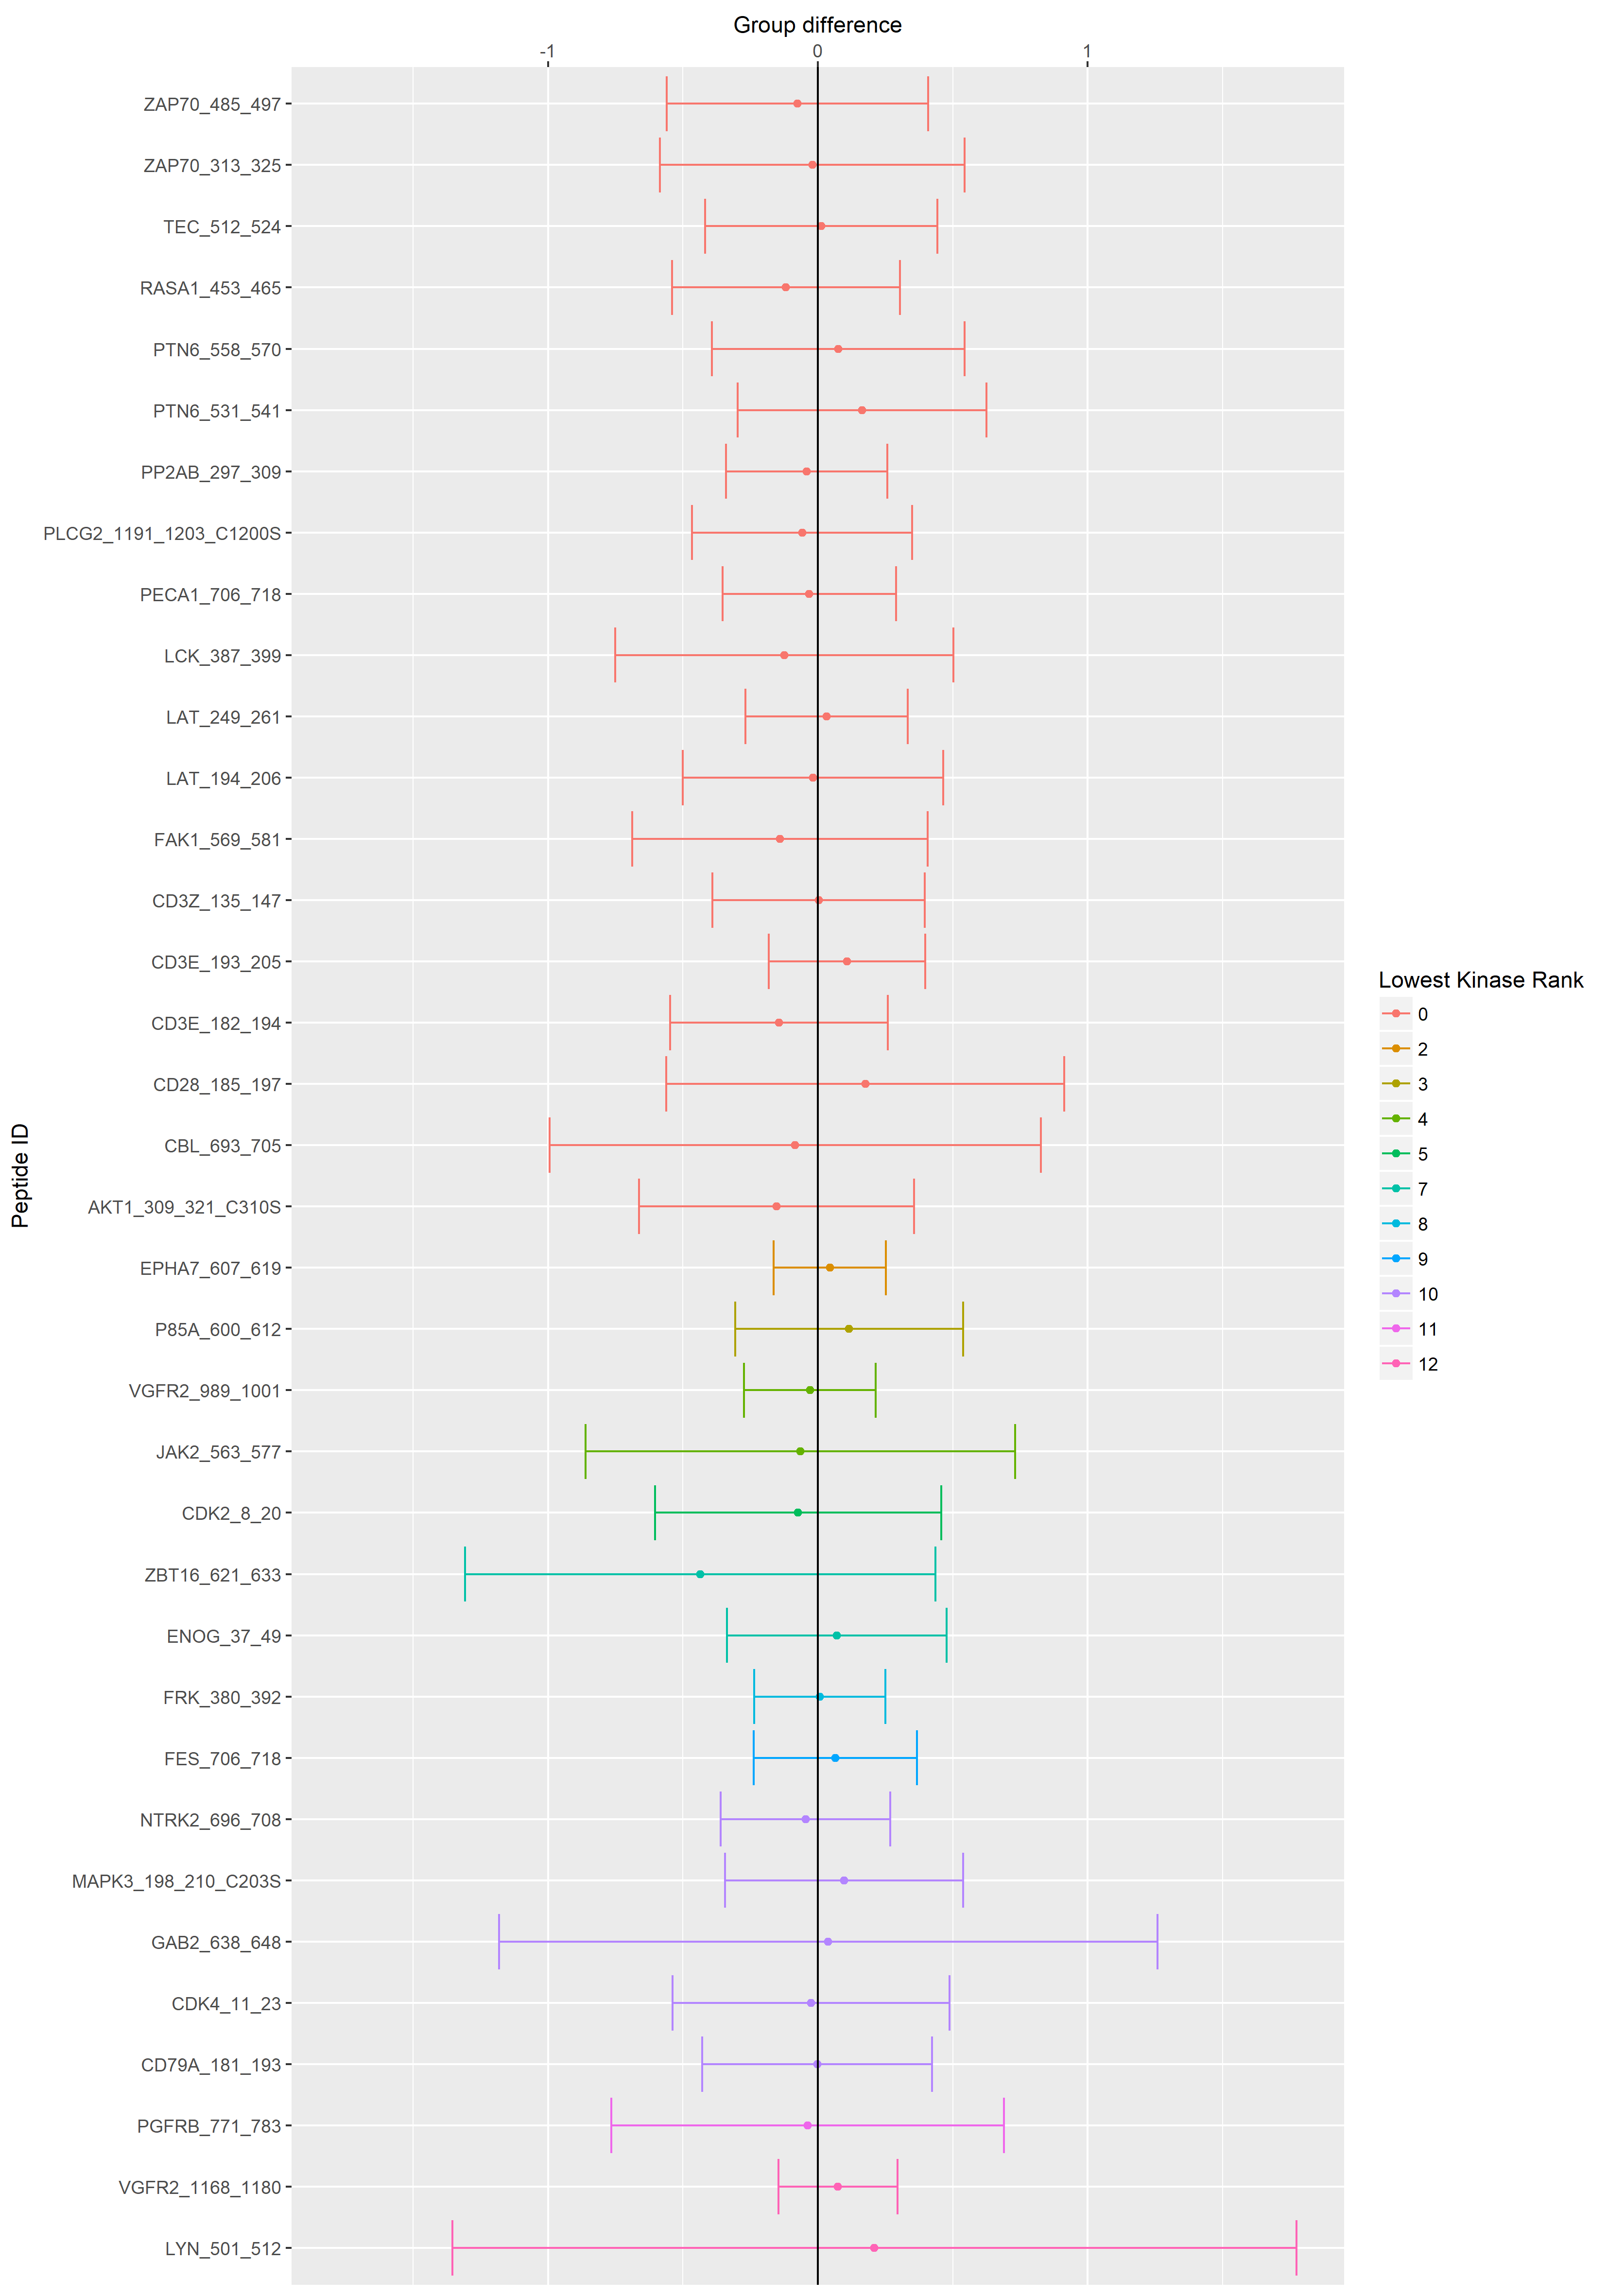 Group difference
-1 0 1
ZAP70_485_497
ZAP70_313_325
TEC_512_524
RASA1_453_465
PTN6_558_570
PTN6_531_541
PP2AB_297_309
PLCG2_1191_1203_C1200S
PECA1_706_718
LCK_387_399
LAT_249_261
LAT_194_206
FAK1_569_581
CD3Z_135_147
CD3E_193_205
CD3E_182_194
CD28_185_197
CBL_693_705
AKT1_309_321_C310S
EPHA7_607_619
P85A_600_612
VGFR2_989_1001
JAK2_563_577
CDK2_8_20
ZBT16_621_633
ENOG_37_49
FRK_380_392
FES_706_718
NTRK2_696_708
MAPK3_198_210_C203S
GAB2_638_648
CDK4_11_23
CD79A_181_193
PGFRB_771_783
VGFR2_1168_1180
LYN_501_512
Peptide ID
Lowest Kinase Rank
0
2
3
4
5
7
8
9
10
11
12